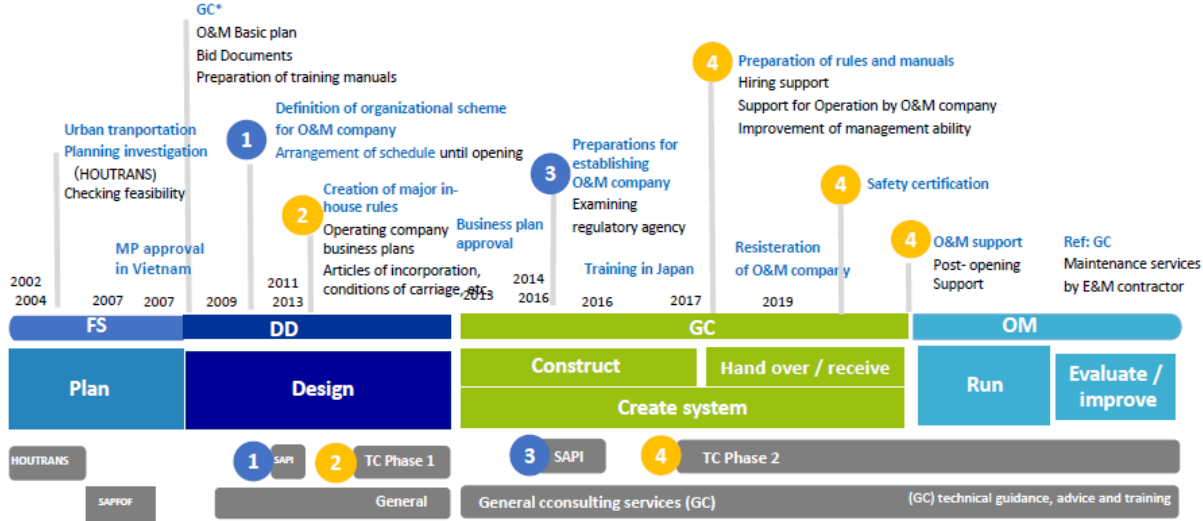 GC*
O&M Basic plan
Bid Documents
Preparation of training manuals
Urban tranportation
Planning investigation
(HOUTRANS)
Checking feasibility
MP approval
in Vietnam
1
Definition of organizational scheme
for O&M company
Arrangement of schedule until opening
2
Creation of major in-
house rules
Operating company
business plans
Articles of incorporation,
conditions of carriage, etc
Business plan
approval
3
Preparations for
establishing
O&M company
Examining
regulatory agency
Training in Japan
4
Preparation of rules and manuals
Hiring support
Support for Operation by O&M company
Improvement of management ability
4
Safety certification
Resisteration
of O&M company
4
O&M support
Post- opening
Support
Ref: GC
Maintenance services
by E&M contractor
2002
2004
2007
2007
2009
2011
2013
2013
2014
2016
2016
2017
2019
FS
DD
GC
OM
Plan
Design
Construct
Hand over / receive
Create system
Run
Evaluate /
improve
HOUTRANS
1
SAPI
2
TC Phase 1
3
SAPI
4
TC Phase 2
SAPFOF
General
General cconsulting services (GC)
(GC) technical guidance, advice and training